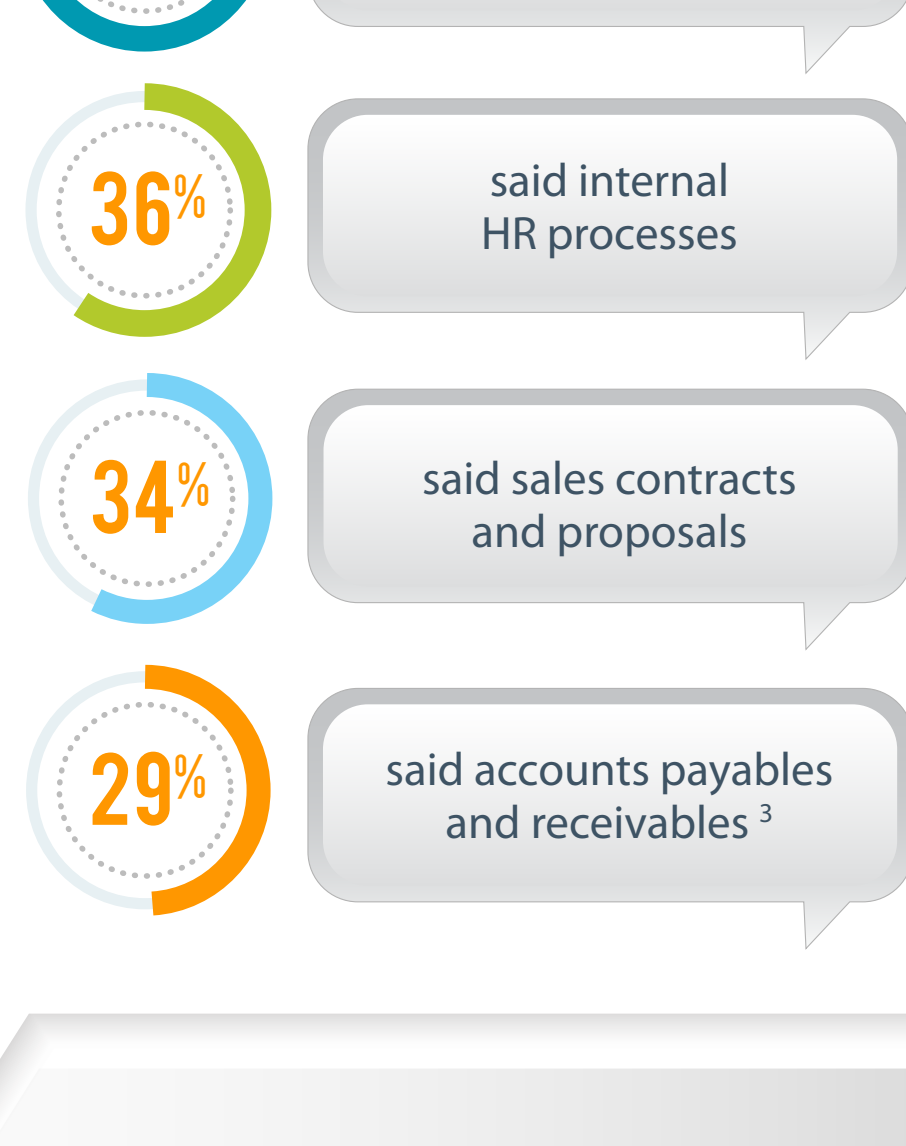 36%
said internal
HR processes
34%
said sales contracts
and proposals
29%
said accounts payables
and receivables 3